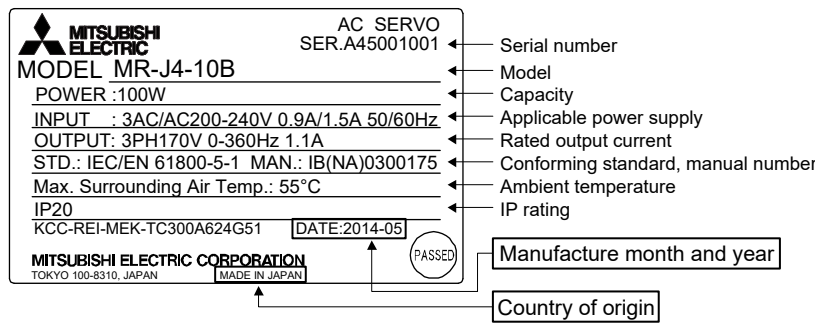 MITSUBISHI
ELECTRIC
AC SERVO
SER.A45001001
Serial number
MODEL MR-J4-10B
Model
POWER :100W
Capacity
INPUT : 3AC/AC200-240V 0.9A/1.5A 50/60Hz
Applicable power supply
OUTPUT: 3PH170V 0-360Hz 1.1A
Rated output current
STD.: IEC/EN 61800-5-1 MAN.: IB(NA)0300175
Conforming standard, manual number
Max. Surrounding Air Temp.: 55°C
Ambient temperature
IP20
IP rating
KCC-REI-MEK-TC300A624G51 DATE:2014-05
PASSED
Manufacture month and year
MITSUBISHI ELECTRIC CORPORATION
TOKYO 100-8310, JAPAN MADE IN JAPAN
Country of origin